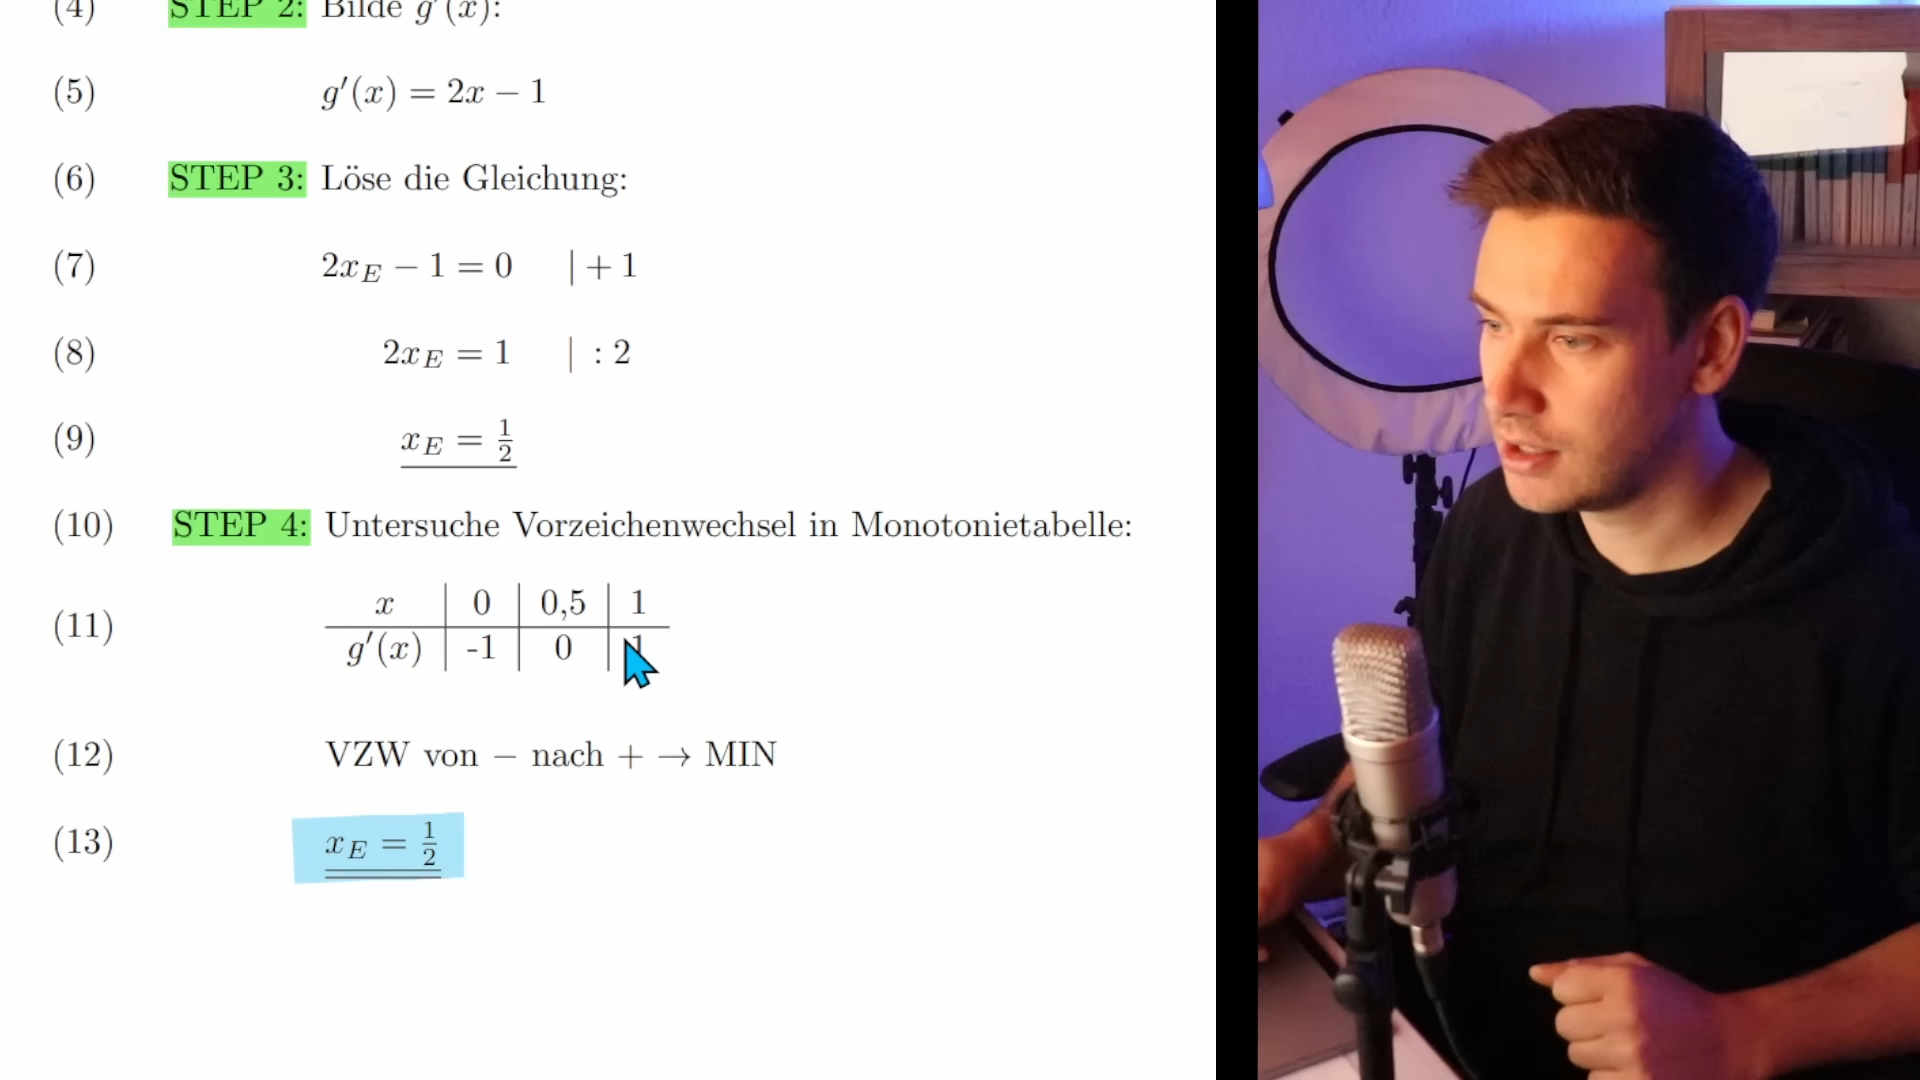 (4) STEP 2: Bilde g′(x):
(5) g′(x) = 2x − 1
(6) STEP 3: Löse die Gleichung:
(7) 2x_E − 1 = 0 | + 1
(8) 2x_E = 1 | : 2
(9) x_E = 1/2
(10) STEP 4: Untersuche Vorzeichenwechsel in Monotonietabelle:
(11) x | 0 | 0,5 | 1
g′(x) | -1 | 0 | 1
(12) VZW von − nach + → MIN
(13) x_E = 1/2